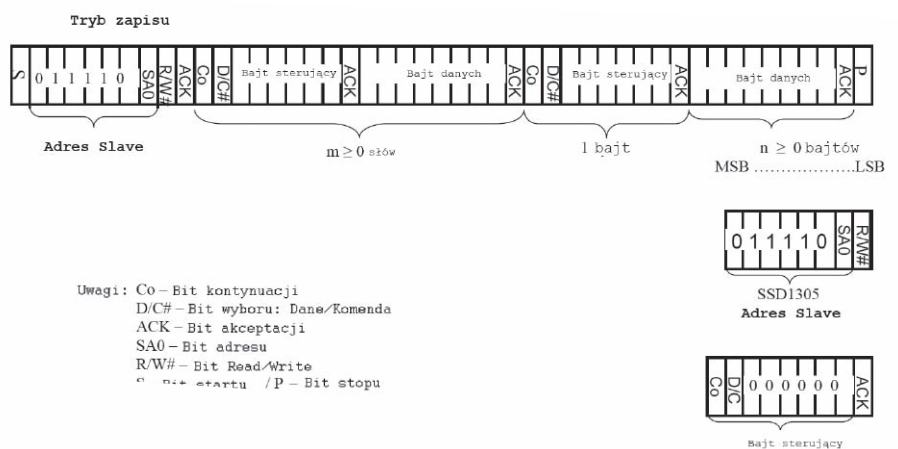 Tryb zapisu
S 0 1 1 1 1 0 SA0 R/W# ACK Co D/C# Bajt sterujący ACK Bajt danych ACK Co D/C# Bajt sterujący ACK Bajt danych ACK P
Adres Slave
m ≥ 0 słów
1 bajt
n ≥ 0 bajtów
MSB ....................LSB
0 1 1 1 1 0 SA0 R/W#
SSD1305
Adres Slave
Uwagi: Co – Bit kontynuacji
D/C# – Bit wyboru: Dane/Komenda
ACK – Bit akceptacji
SA0 – Bit adresu
R/W# – Bit Read/Write
S – Bit startu / P – Bit stopu
Co D/C 0 0 0 0 0 0 ACK
Bajt sterujący